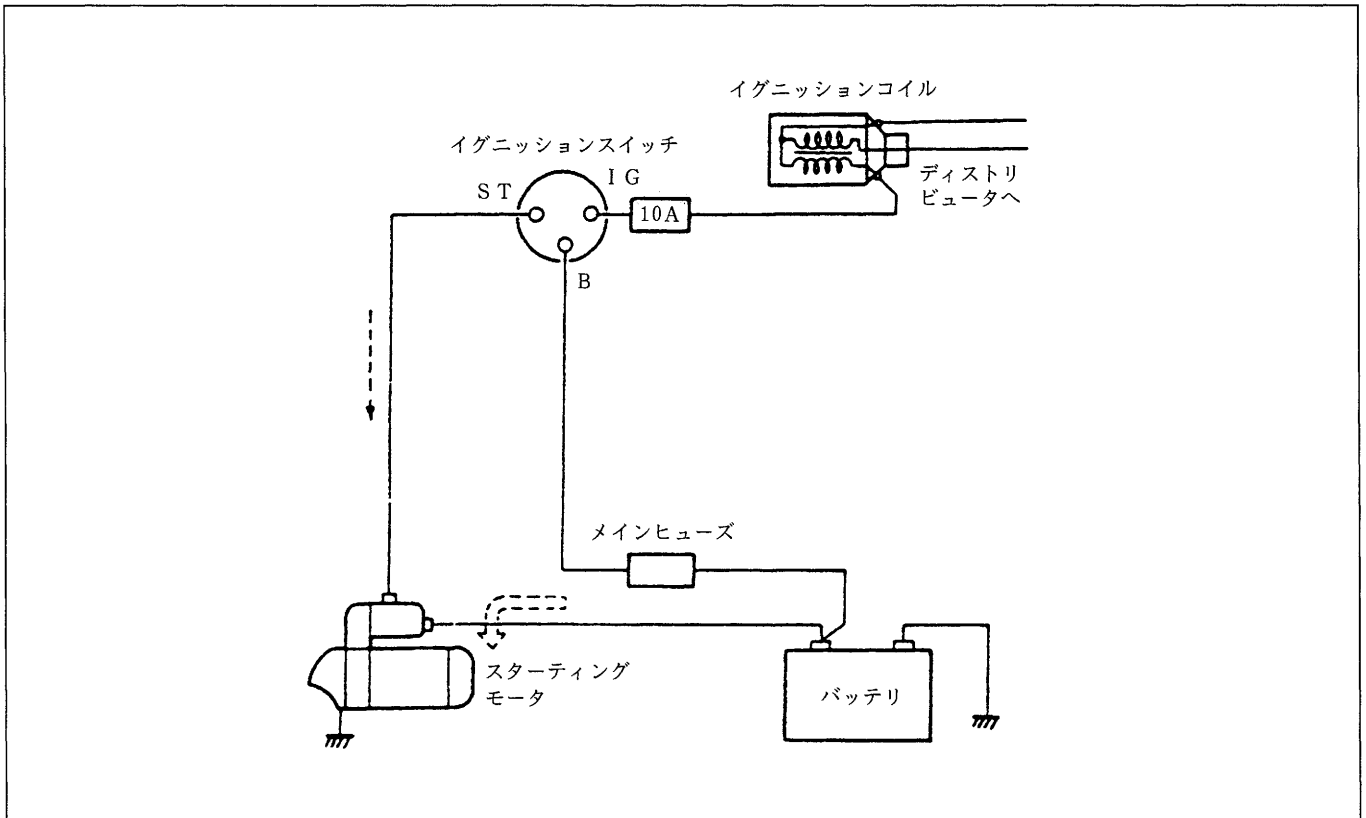 イグニッションコイル
イグニッションスイッチ
ST
IG
10A
ディストリ
ビュータへ
B
メインヒューズ
スターティング
モータ
バッテリ